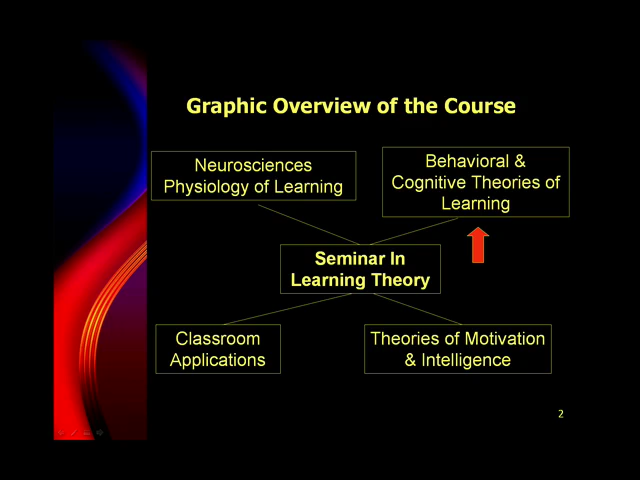 Graphic Overview of the Course
Neurosciences
Physiology of Learning
Behavioral &
Cognitive Theories of
Learning
Seminar In
Learning Theory
Classroom
Applications
Theories of Motivation
& Intelligence
2